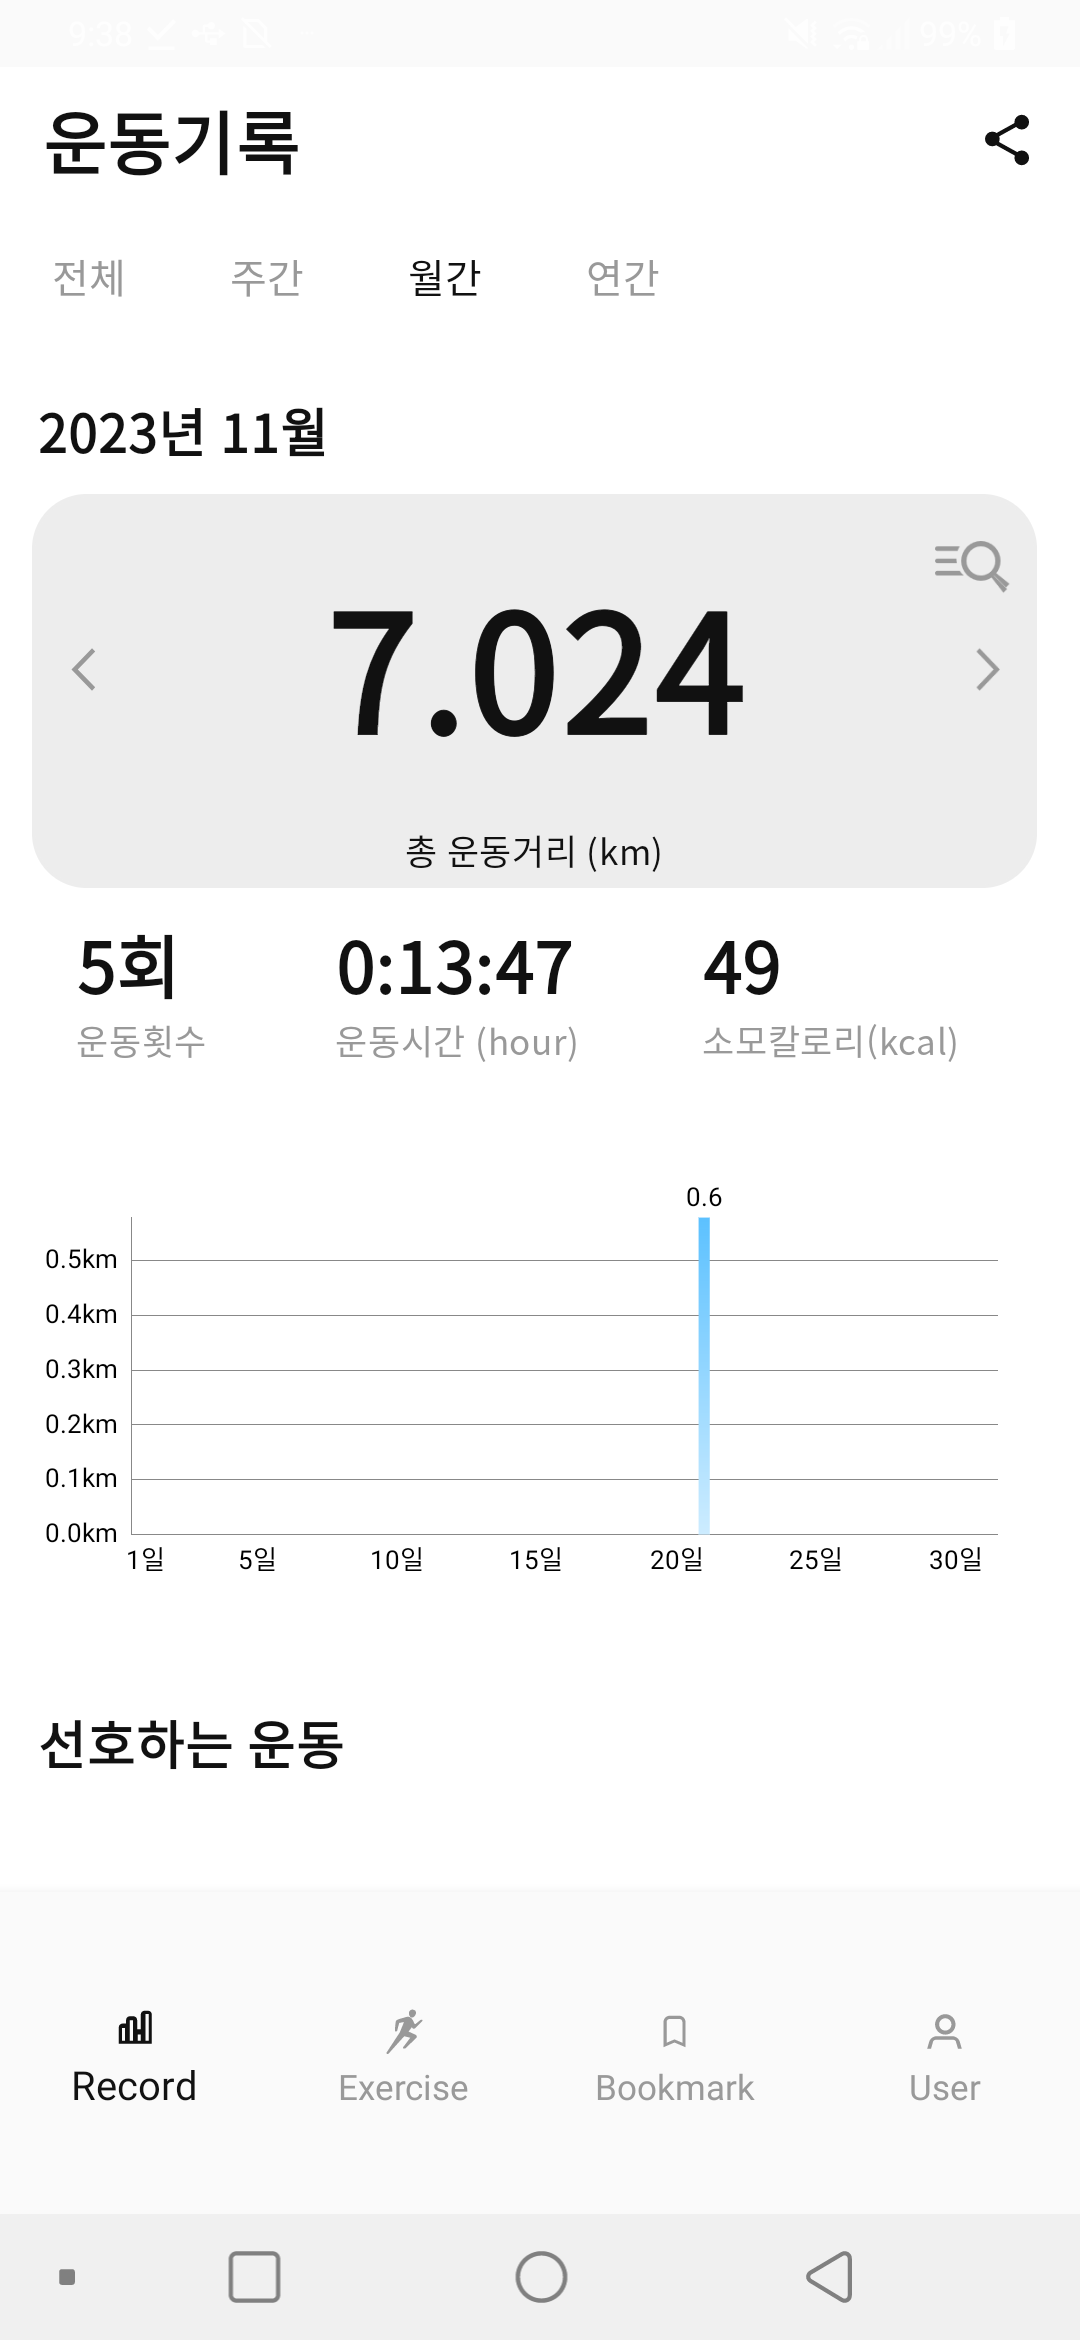 9:38 99%
운동기록
전체 주간 월간 연간
2023년 11월
7.024
총 운동거리 (km)
5회 0:13:47 49
운동횟수 운동시간 (hour) 소모칼로리(kcal)
0.6
0.5km
0.4km
0.3km
0.2km
0.1km
0.0km
1일 5일 10일 15일 20일 25일 30일
선호하는 운동
Record Exercise Bookmark User